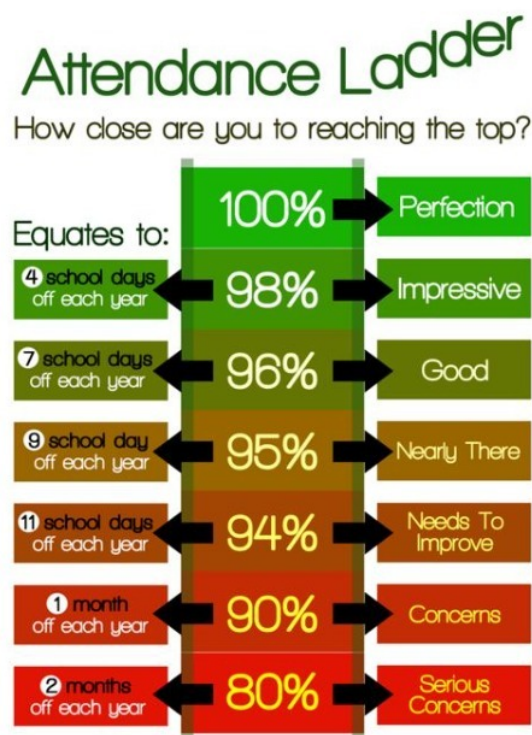 Attendance Ladder
How close are you to reaching the top?
Equates to:
100%
Perfection
4 school days
off each year
98%
Impressive
7 school days
off each year
96%
Good
9 school day
off each year
95%
Nearly There
11 school days
off each year
94%
Needs To
Improve
1 month
off each year
90%
Concerns
2 months
off each year
80%
Serious
Concerns